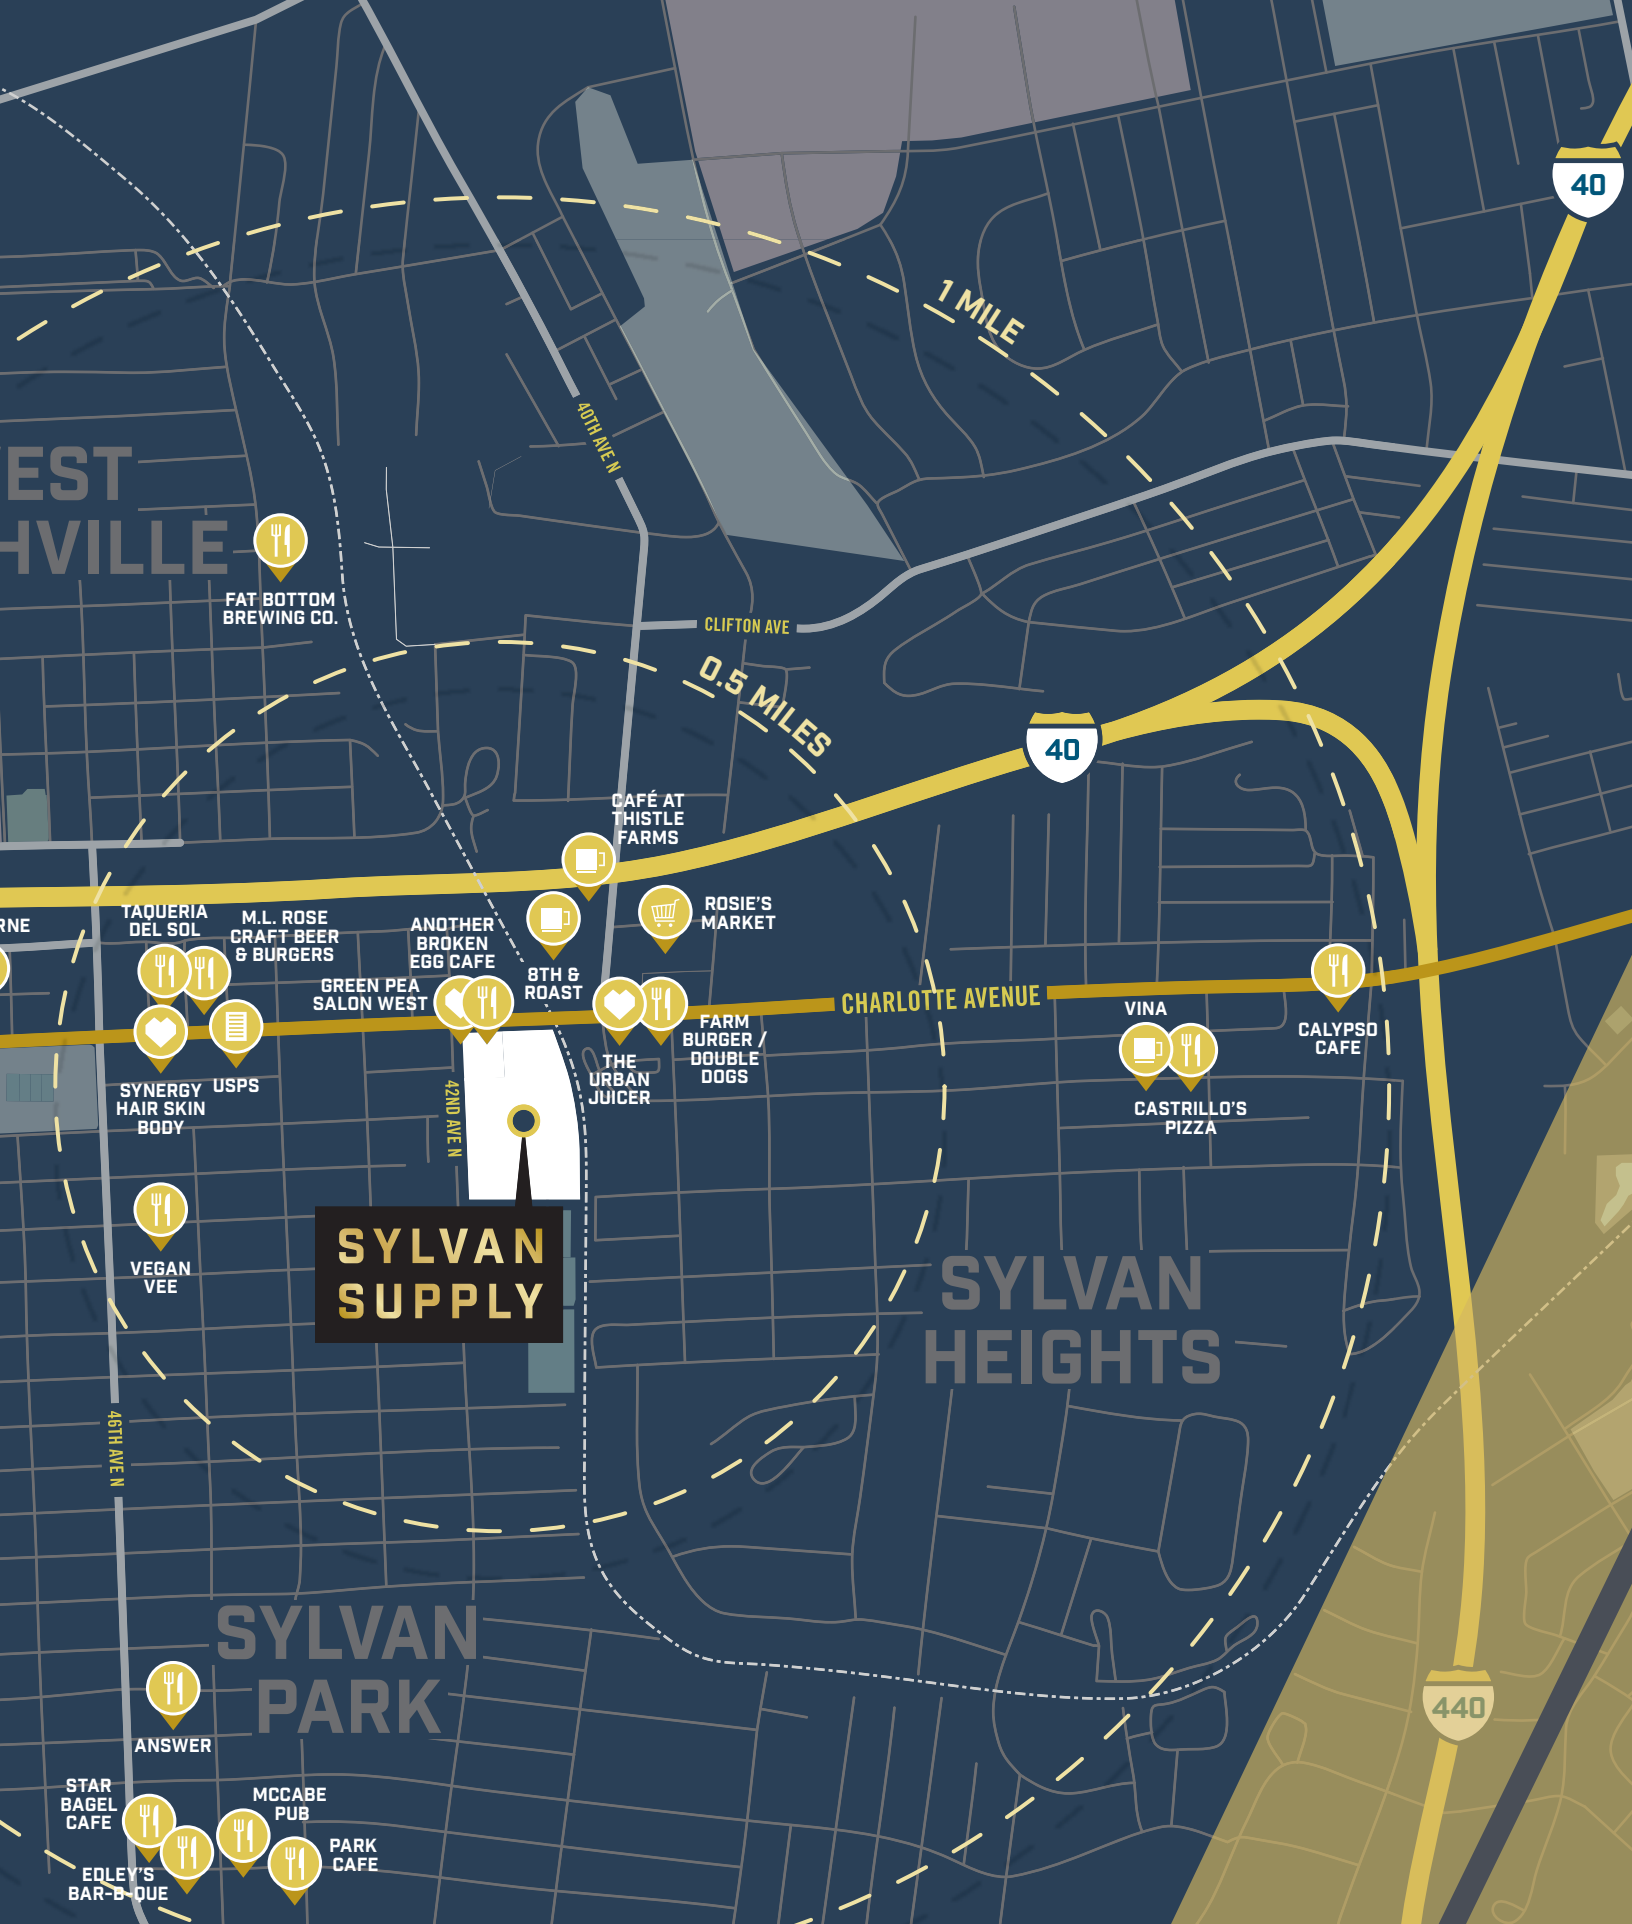 40
1 MILE
40TH AVE N
EST
HVILLE
FAT BOTTOM
BREWING CO.
CLIFTON AVE
0.5 MILES
40
CAFÉ AT
THISTLE
FARMS
ROSIE'S
MARKET
RNE
TAQUERIA
DEL SOL
M.L. ROSE
CRAFT BEER
& BURGERS
ANOTHER
BROKEN
EGG CAFE
GREEN PEA
SALON WEST
8TH &
ROAST
CHARLOTTE AVENUE
FARM
BURGER /
DOUBLE
DOGS
THE
URBAN
JUICER
VINA
CALYPSO
CAFE
CASTRILLO'S
PIZZA
SYNERGY
HAIR SKIN
BODY
USPS
42ND AVE N
VEGAN
VEE
SYLVAN
SUPPLY
SYLVAN
HEIGHTS
46TH AVE N
SYLVAN
PARK
440
ANSWER
STAR
BAGEL
CAFE
MCCABE
PUB
PARK
CAFE
EDLEY'S
BAR-B-QUE